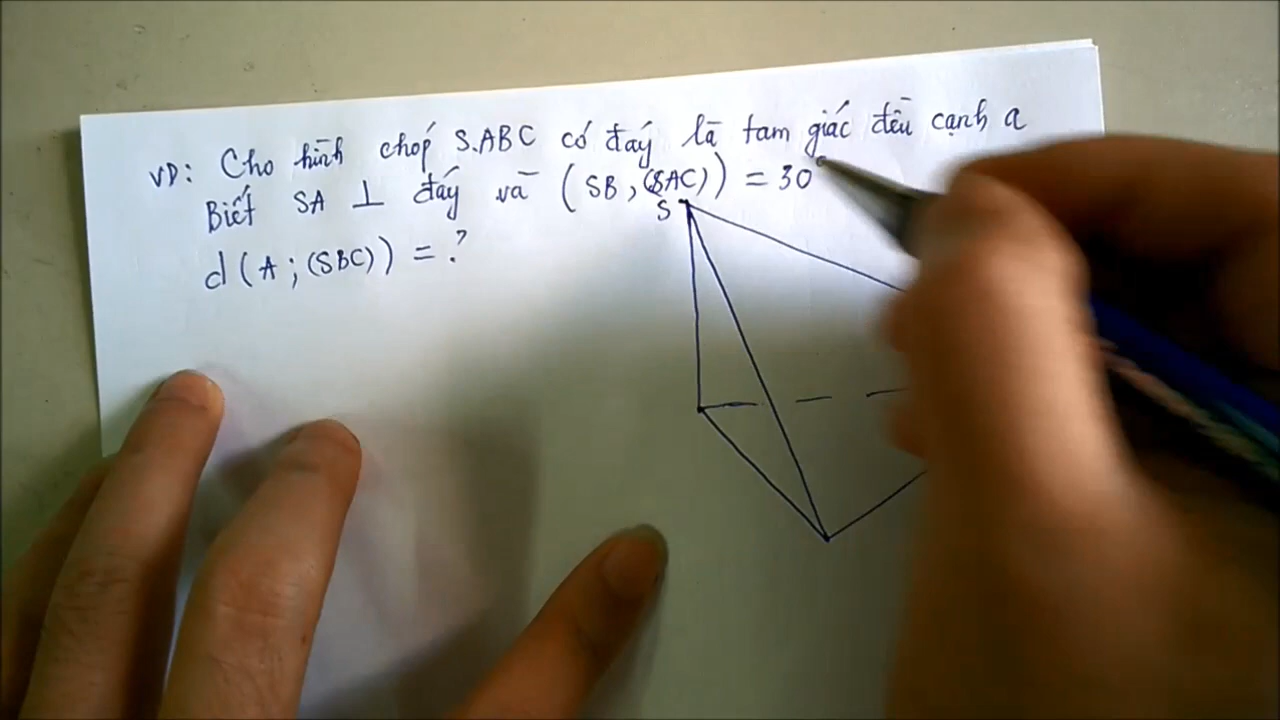 VD: Cho hình chóp S.ABC có đáy là tam giác đều cạnh a
Biết SA ⊥ đáy và (SB, (SAC)) = 30°
d(A; (SBC)) = ?
S